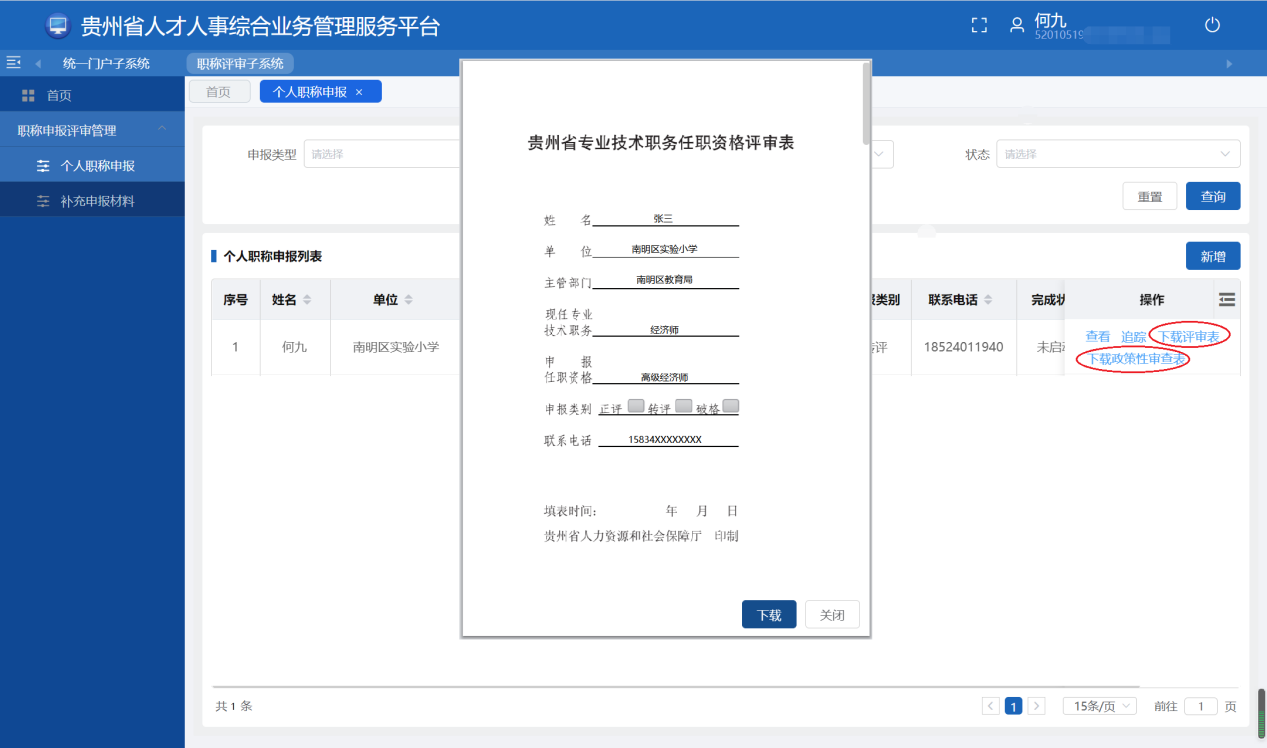 贵州省人才人事综合业务管理服务平台
何九
52010519
统一门户子系统
职称评审子系统
首页
职称申报评审管理
个人职称申报
补充申报材料
首页
个人职称申报 ×
申报类型 请选择
状态 请选择
重置 查询
个人职称申报列表
新增
序号 姓名 单位 类别 联系电话 完成 操作
1 何九 南明区实验小学 评 18524011940 未启 查看 追踪 下载评审表
下载政策性审查表
贵州省专业技术职务任职资格评审表
姓 名 张三
单 位 南明区实验小学
主管部门 南明区教育局
现任专业
技术职务 经济师
申 报
任职资格 高级经济师
申报类别 正评 转评 破格
联系电话 15834XXXXXXXX
填表时间: 年 月 日
贵州省人力资源和社会保障厅 印制
下载 关闭
共 1 条
1
15条/页
前往 1 页